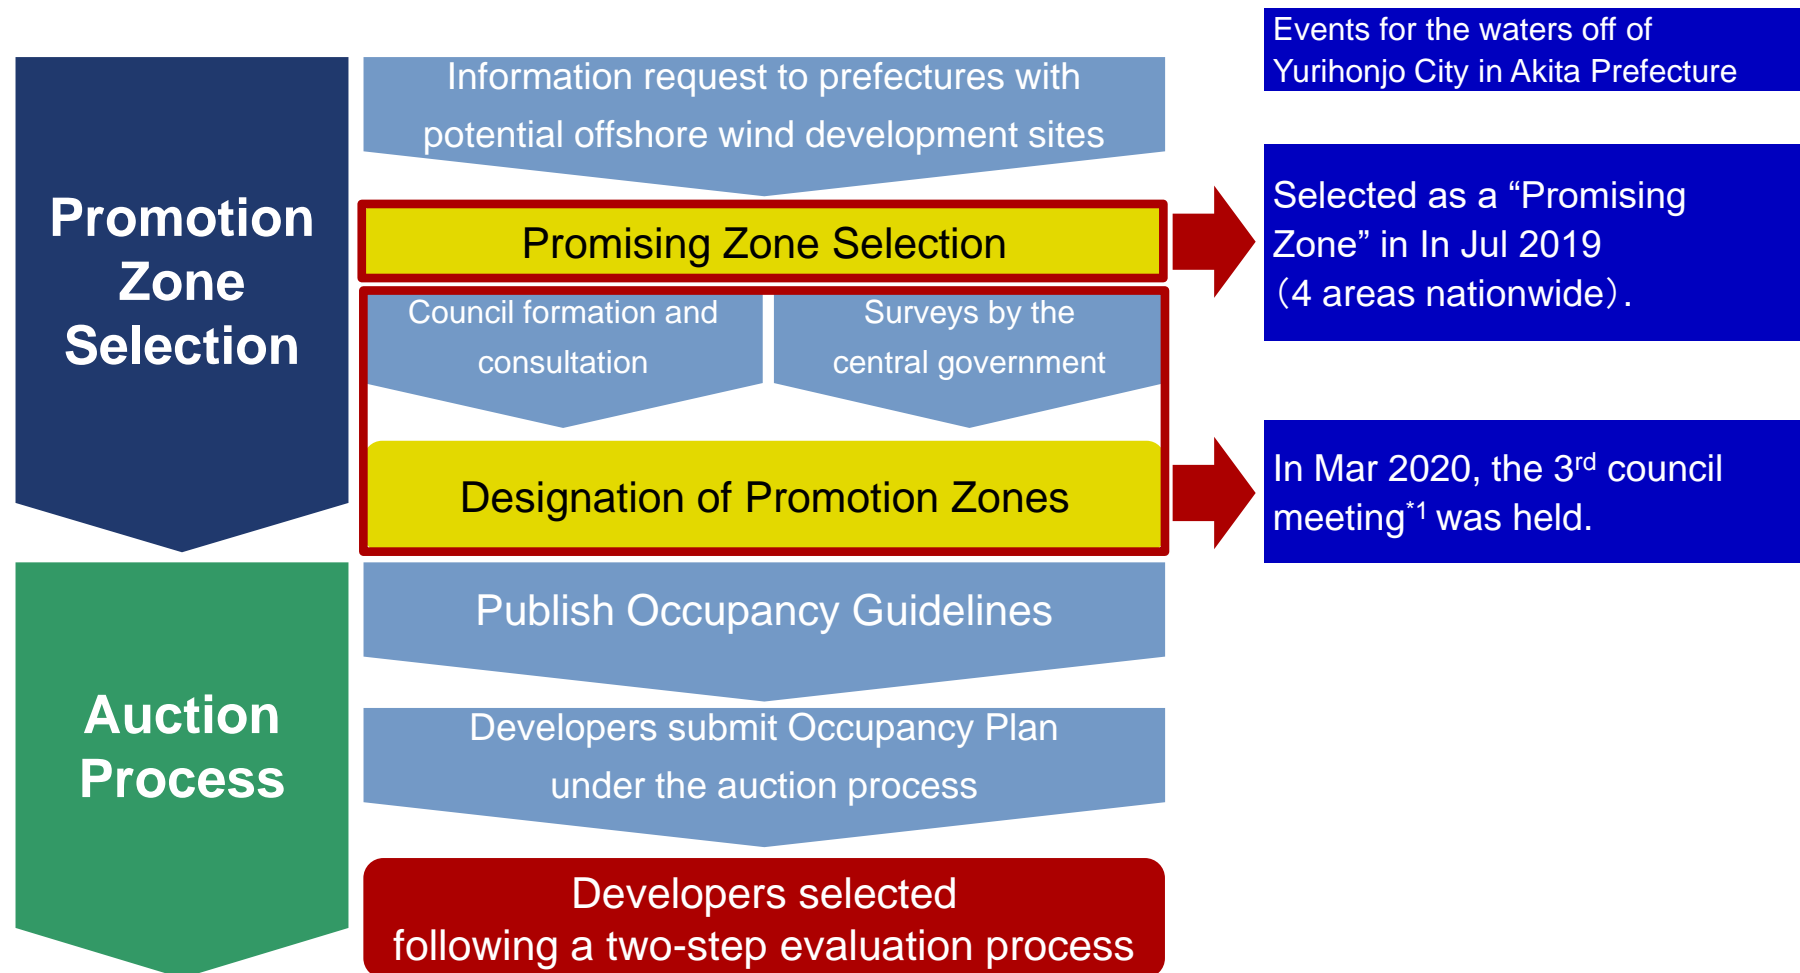 Events for the waters off of
Yurihonjo City in Akita Prefecture
Promotion
Zone
Selection
Information request to prefectures with
potential offshore wind development sites
Promising Zone Selection
Selected as a “Promising
Zone” in In Jul 2019
（4 areas nationwide）.
Council formation and
consultation
Surveys by the
central government
Designation of Promotion Zones
In Mar 2020, the 3rd council
meeting*1 was held.
Auction
Process
Publish Occupancy Guidelines
Developers submit Occupancy Plan
under the auction process
Developers selected
following a two-step evaluation process